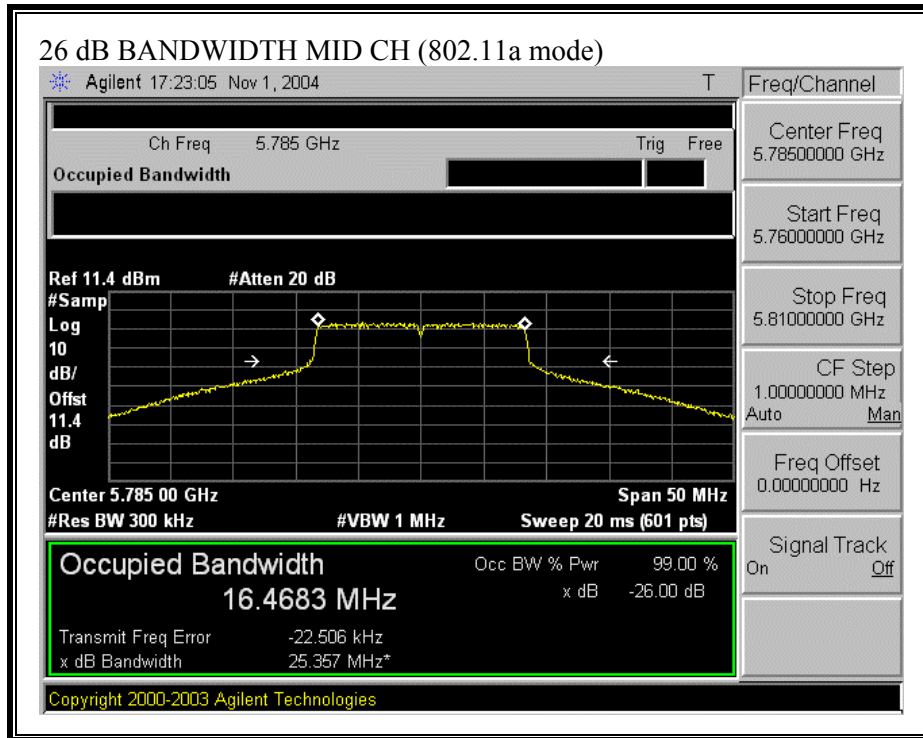 26 dB BANDWIDTH MID CH (802.11a mode)
Agilent 17:23:05 Nov 1, 2004 T
Freq/Channel
Ch Freq 5.785 GHz Trig Free
Occupied Bandwidth
Center Freq
5.78500000 GHz
Start Freq
5.76000000 GHz
Stop Freq
5.81000000 GHz
CF Step
1.00000000 MHz
Auto Man
Freq Offset
0.00000000 Hz
Signal Track
On Off
Ref 11.4 dBm #Atten 20 dB
#Samp
Log
10
dB/
Offst
11.4
dB
Center 5.785 00 GHz Span 50 MHz
#Res BW 300 kHz #VBW 1 MHz Sweep 20 ms (601 pts)
Occupied Bandwidth Occ BW % Pwr 99.00 %
16.4683 MHz x dB -26.00 dB
Transmit Freq Error -22.506 kHz
x dB Bandwidth 25.357 MHz*
Copyright 2000-2003 Agilent Technologies